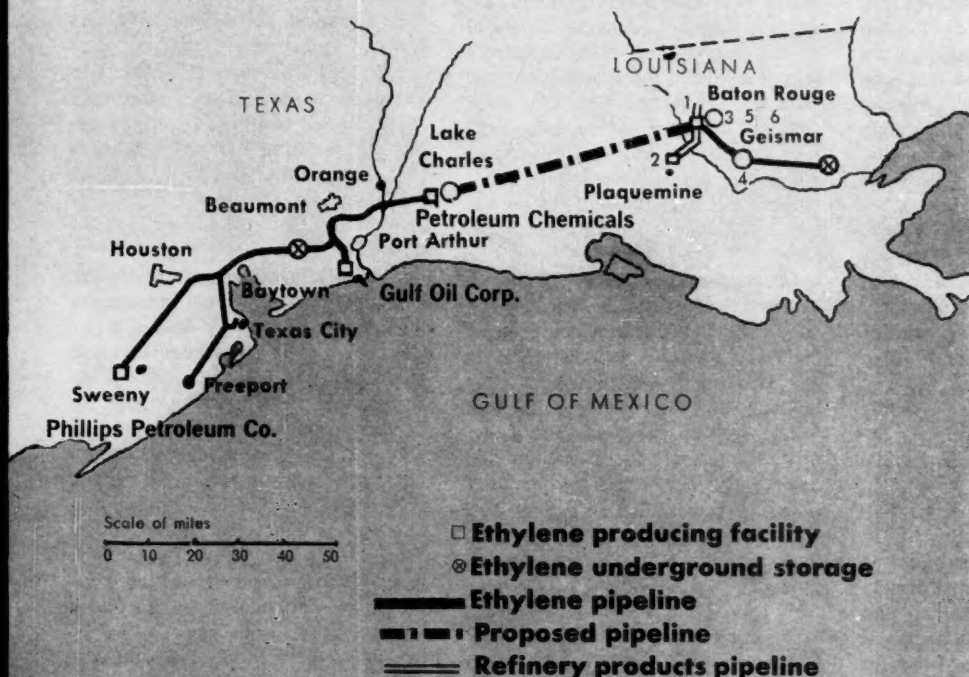 LOUISIANA
TEXAS
1
Baton Rouge
3 5 6
Geismar
Lake
Charles
2
4
Orange
Plaquemine
Beaumont
Petroleum Chemicals
Port Arthur
Houston
Baytown
Gulf Oil Corp.
Texas City
Sweeny
Freeport
GULF OF MEXICO
Phillips Petroleum Co.
Scale of miles
0 10 20 30 40 50
Ethylene producing facility
Ethylene underground storage
Ethylene pipeline
Proposed pipeline
Refinery products pipeline